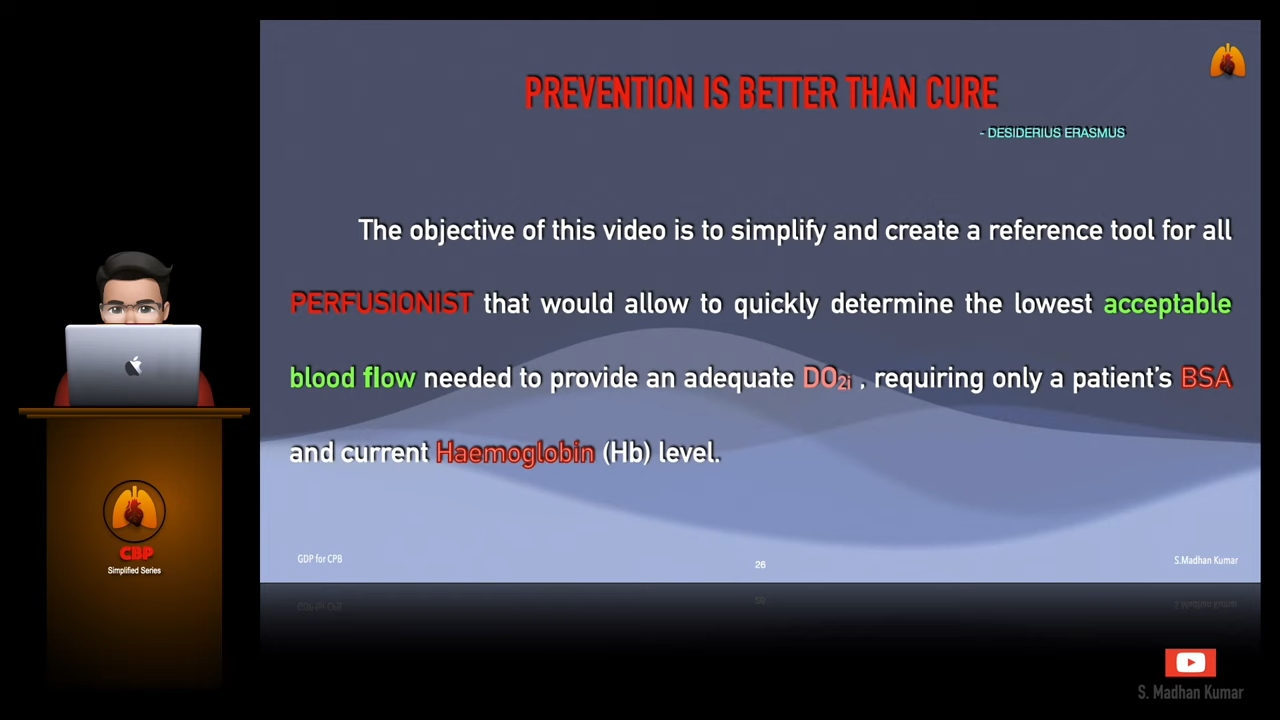 PREVENTION IS BETTER THAN CURE
- DESIDERIUS ERASMUS
The objective of this video is to simplify and create a reference tool for all
PERFUSIONIST that would allow to quickly determine the lowest acceptable
blood flow needed to provide an adequate DO2i , requiring only a patient's BSA
and current Haemoglobin (Hb) level.
CBP
Simplified Series
GDP for CPB
26
S.Madhan Kumar
S. Madhan Kumar